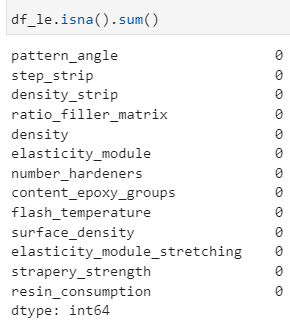 df_le.isna().sum()
pattern_angle 0
step_strip 0
density_strip 0
ratio_filler_matrix 0
density 0
elasticity_module 0
number_hardeners 0
content_epoxy_groups 0
flash_temperature 0
surface_density 0
elasticity_module_stretching 0
strapery_strength 0
resin_consumption 0
dtype: int64